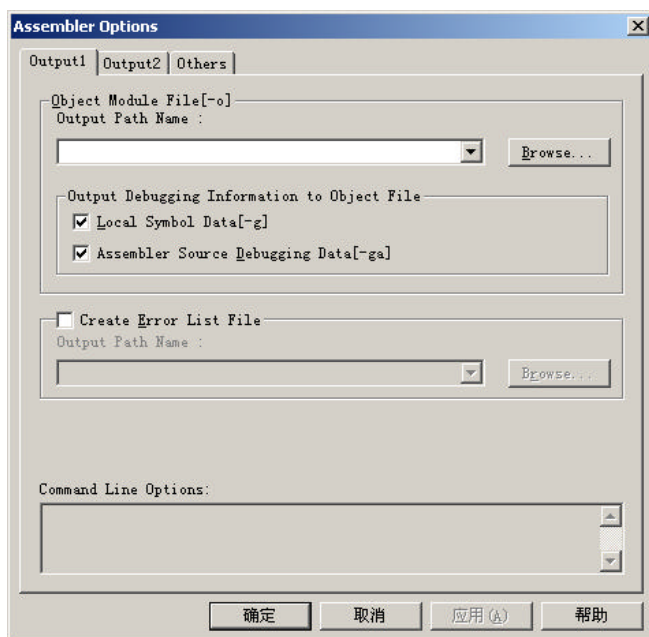 Assembler Options
Output1 Output2 Others
Object Module File[-o]
Output Path Name :
Browse...
Output Debugging Information to Object File
Local Symbol Data[-g]
Assembler Source Debugging Data[-ga]
Create Error List File
Output Path Name :
Browse...
Command Line Options:
确定 取消 应用(A) 帮助